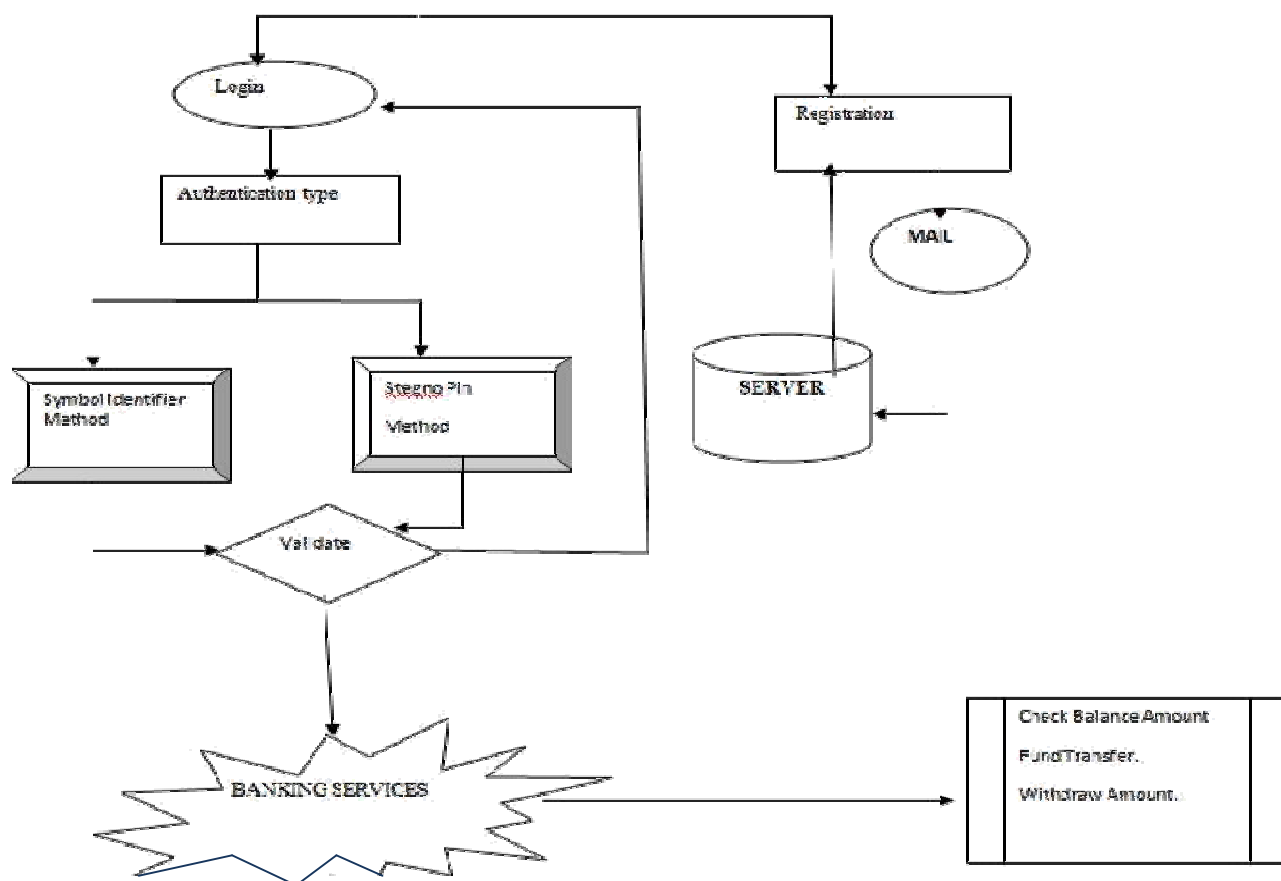 Login
Registration
Authentication type
MAIL
Symbol Identifier
Method
Stegno Pin
Method
SERVER
Validate
BANKING SERVICES
Check Balance Amount
Fund Transfer.
Withdraw Amount.